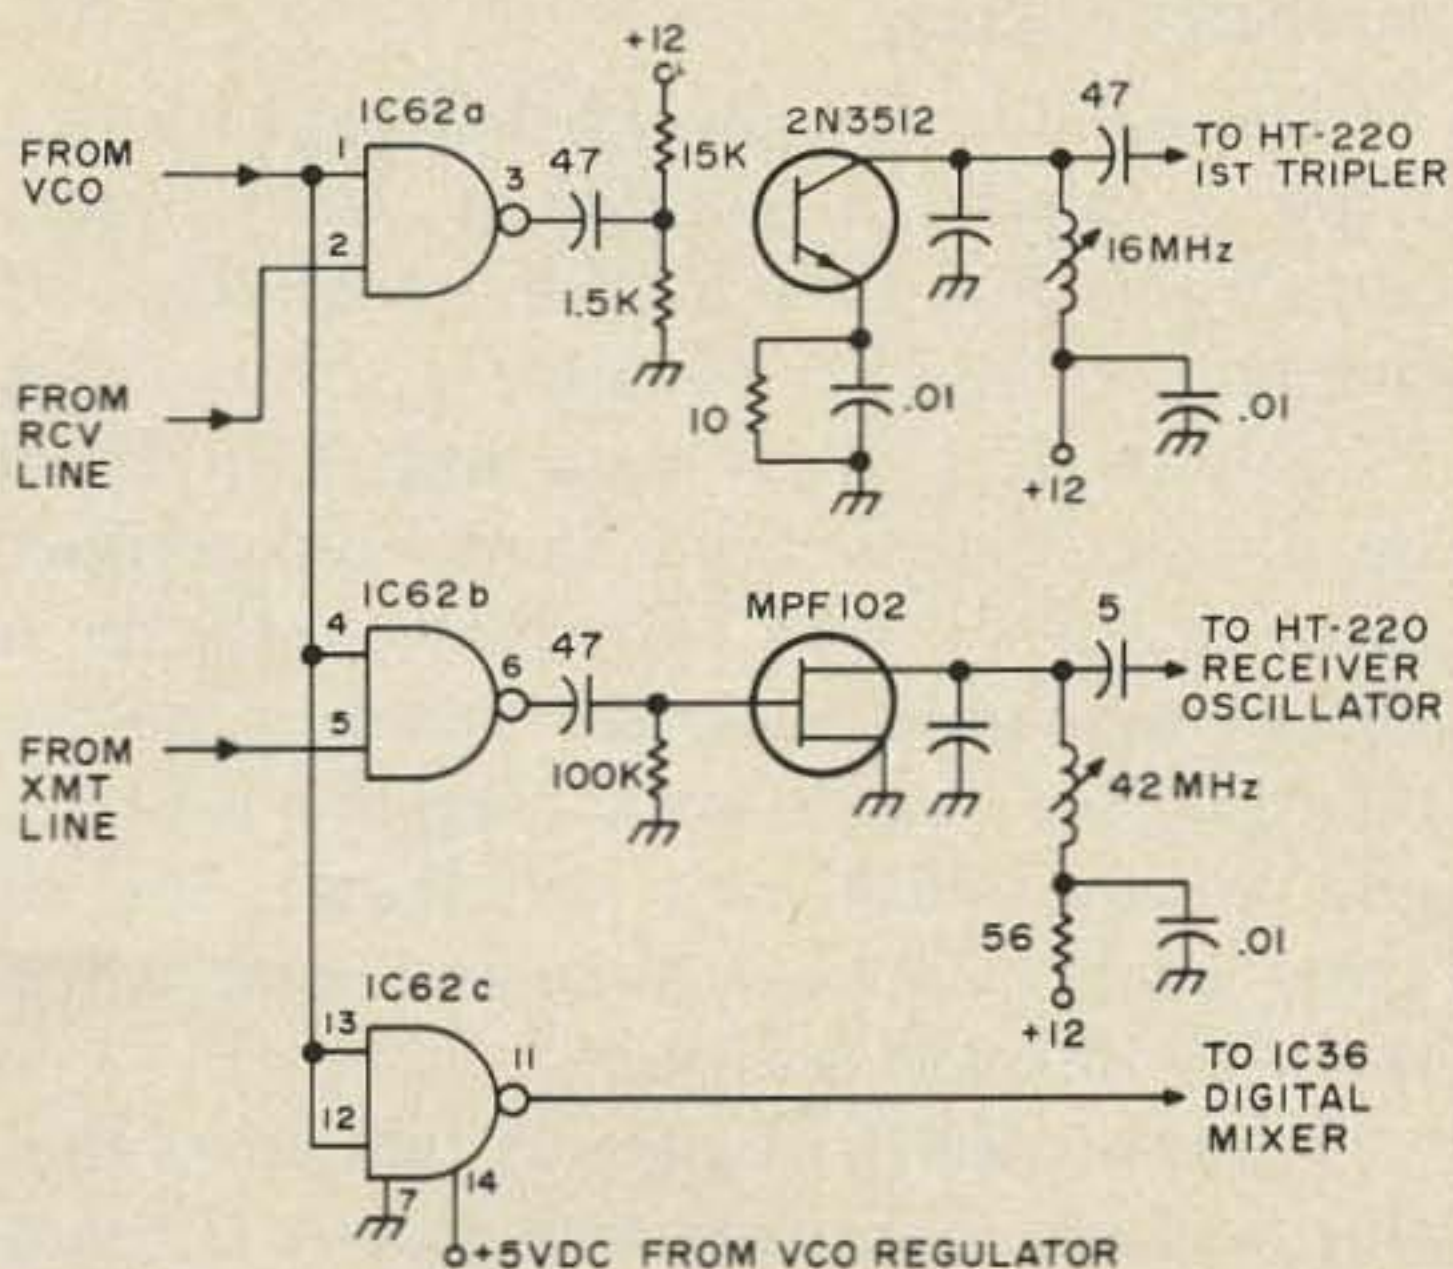 +12
IC62a
2N3512
47
FROM
VCO
1
3
47
15K
TO HT-220
1ST TRIPLER
2
1.5K
16MHz
FROM
RCV
LINE
10
.01
.01
+12
IC62b
MPF102
5
4
6
47
TO HT-220
RECEIVER
OSCILLATOR
5
FROM
XMT
LINE
100K
42MHz
56
.01
+12
IC62c
13
11
TO IC36
DIGITAL
MIXER
12
7
14
+5VDC FROM VCO REGULATOR